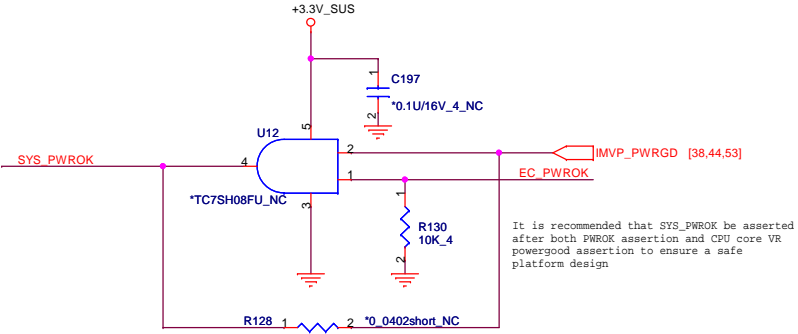 +3.3V_SUS
1
C197
*0.1U/16V_4_NC
2
5
U12
SYS_PWROK
4
2
IMVP_PWRGD [38,44,53]
1
EC_PWROK
*TC7SH08FU_NC
3
1
R130
10K_4
2
It is recommended that SYS_PWROK be asserted
after both PWROK assertion and CPU core VR
powergood assertion to ensure a safe
platform design
R128 1 2 *0_0402short_NC